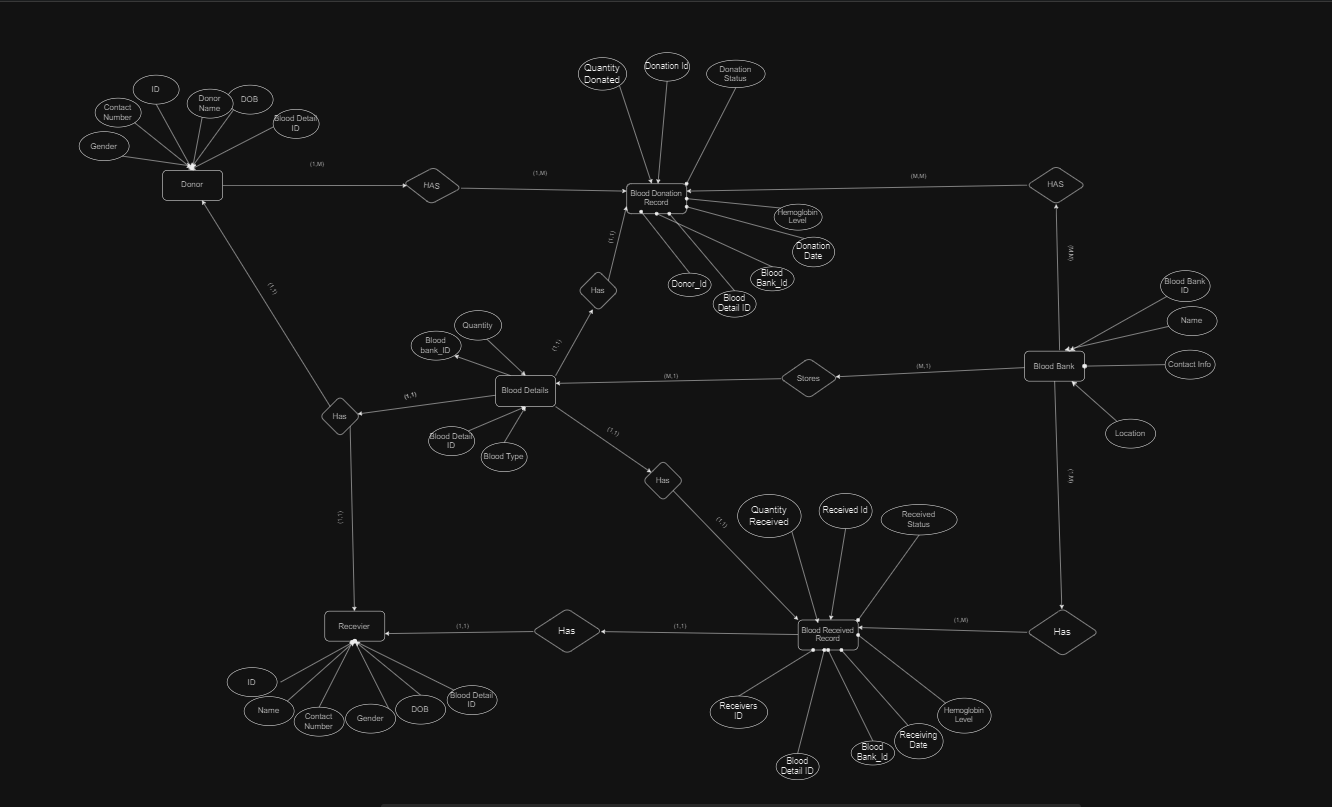 Quantity
Donated
Donation Id
Donation
Status
ID
Donor
Name
DOB
Contact
Number
Blood Detail
ID
Gender
(1,M)
Donor
HAS
(1,M)
Blood Donation
Record
(M,M)
HAS
Hemoglobin
Level
Donation
Date
(1,1)
(M,M)
Blood
Bank_Id
Donor_Id
Blood
Detail ID
Has
(1,1)
Blood Bank
ID
Name
Quantity
Blood
bank_ID
(1,1)
Blood Details
(M,1)
Stores
(M,1)
Blood Bank
Contact Info
(1,1)
Has
Blood Detail
ID
Blood Type
(1,1)
Location
Has
(1,M)
(1,1)
(1,1)
Quantity
Received
Received Id
Received
Status
Recevier
(1,1)
Has
(1,1)
Blood Received
Record
(1,M)
Has
ID
Name
Contact
Number
Gender
DOB
Blood Detail
ID
Receivers
ID
Blood
Detail ID
Blood
Bank_Id
Receiving
Date
Hemoglobin
Level